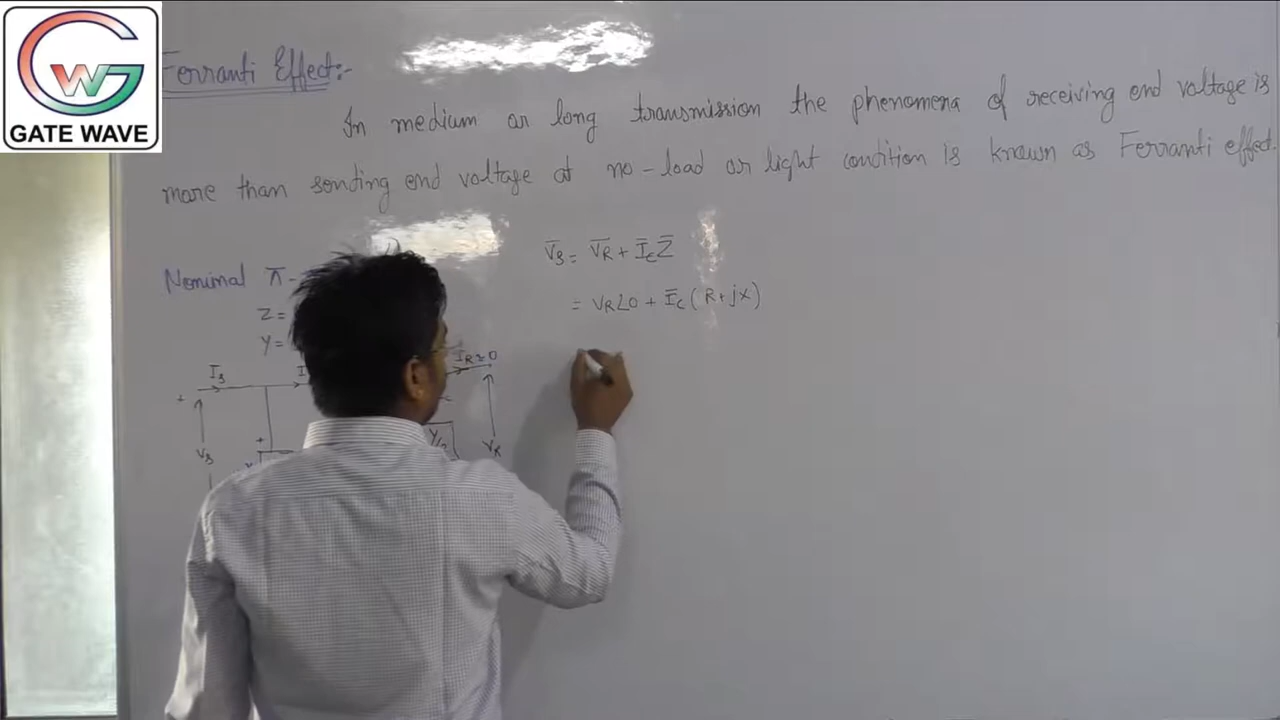 GW
GATE WAVE
Ferranti Effect:-
In medium or long transmission the phenomena of receiving end voltage is
more than sending end voltage at no-load or light condition is known as Ferranti effect.
Nominal π-
Z=
Y=
V̅s = V̅R + I̅c Z̅
= VR∠0 + I̅c (R+jX)
Is
I
IR=0
+
+
Y/2
Vs
VR